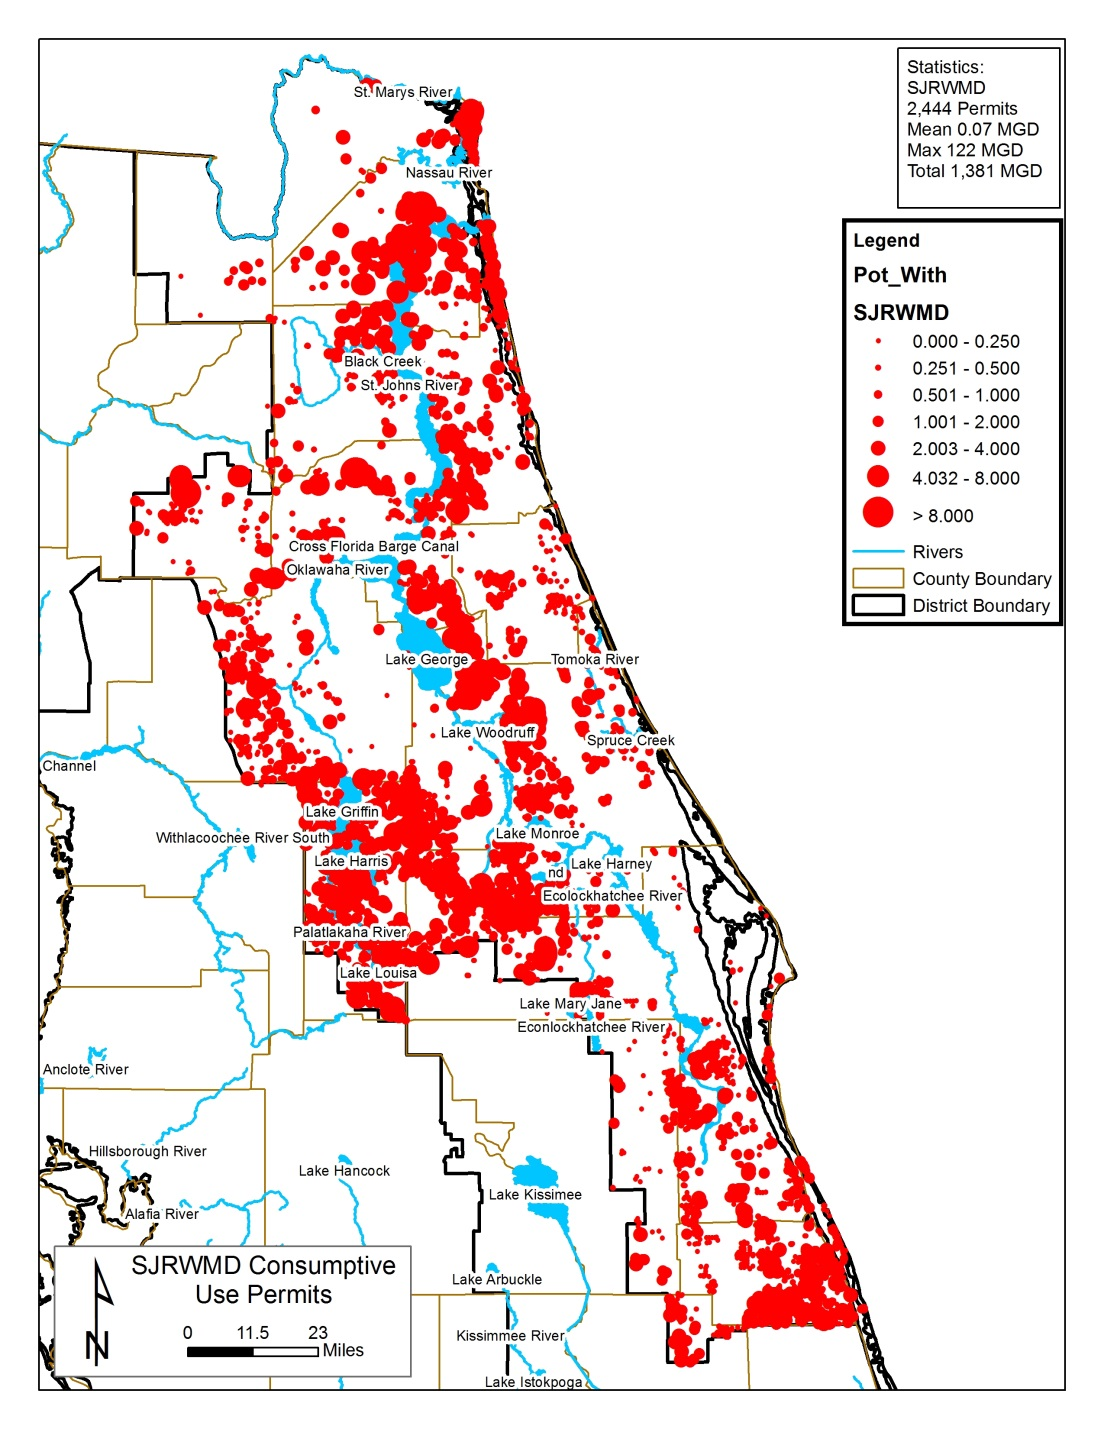 Statistics:
SJRWMD
2,444 Permits
Mean 0.07 MGD
Max 122 MGD
Total 1,381 MGD
Legend
Pot_With
SJRWMD
0.000 - 0.250
0.251 - 0.500
0.501 - 1.000
1.001 - 2.000
2.003 - 4.000
4.032 - 8.000
> 8.000
Rivers
County Boundary
District Boundary
St. Marys River
Nassau River
Black Creek
St. Johns River
Cross Florida Barge Canal
Oklawaha River
Lake George
Tomoka River
Lake Woodruff
Spruce Creek
Channel
Lake Griffin
Withlacoochee River South
Lake Monroe
Lake Harris
Lake Harney
nd
Ecolockhatchee River
Palatlakaha River
Lake Louisa
Lake Mary Jane
Econlockhatchee River
Anclote River
Hillsborough River
Lake Hancock
Lake Kissimee
Alafia River
Lake Arbuckle
Kissimmee River
Lake Istokpoga
SJRWMD Consumptive
Use Permits
N
0 11.5 23
Miles